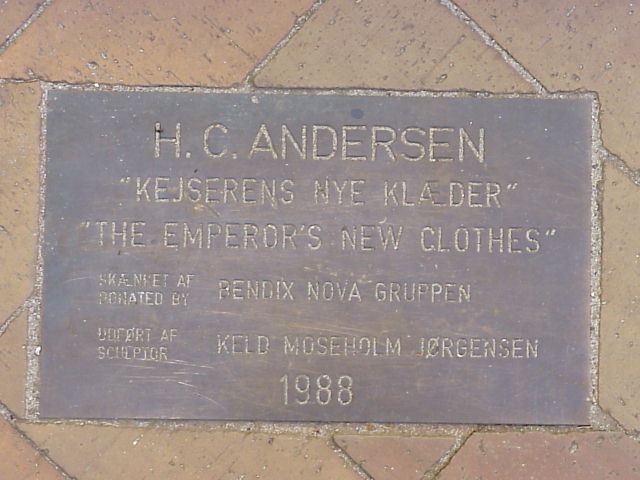 H. C. ANDERSEN
"KEJSERENS NYE KLÆDER"
"THE EMPEROR'S NEW CLOTHES"
SKÆNKET AF
DONATED BY BENDIX NOVA GRUPPEN
UDFØRT AF
SCULPTOR KELD MOSEHOLM JØRGENSEN
1988